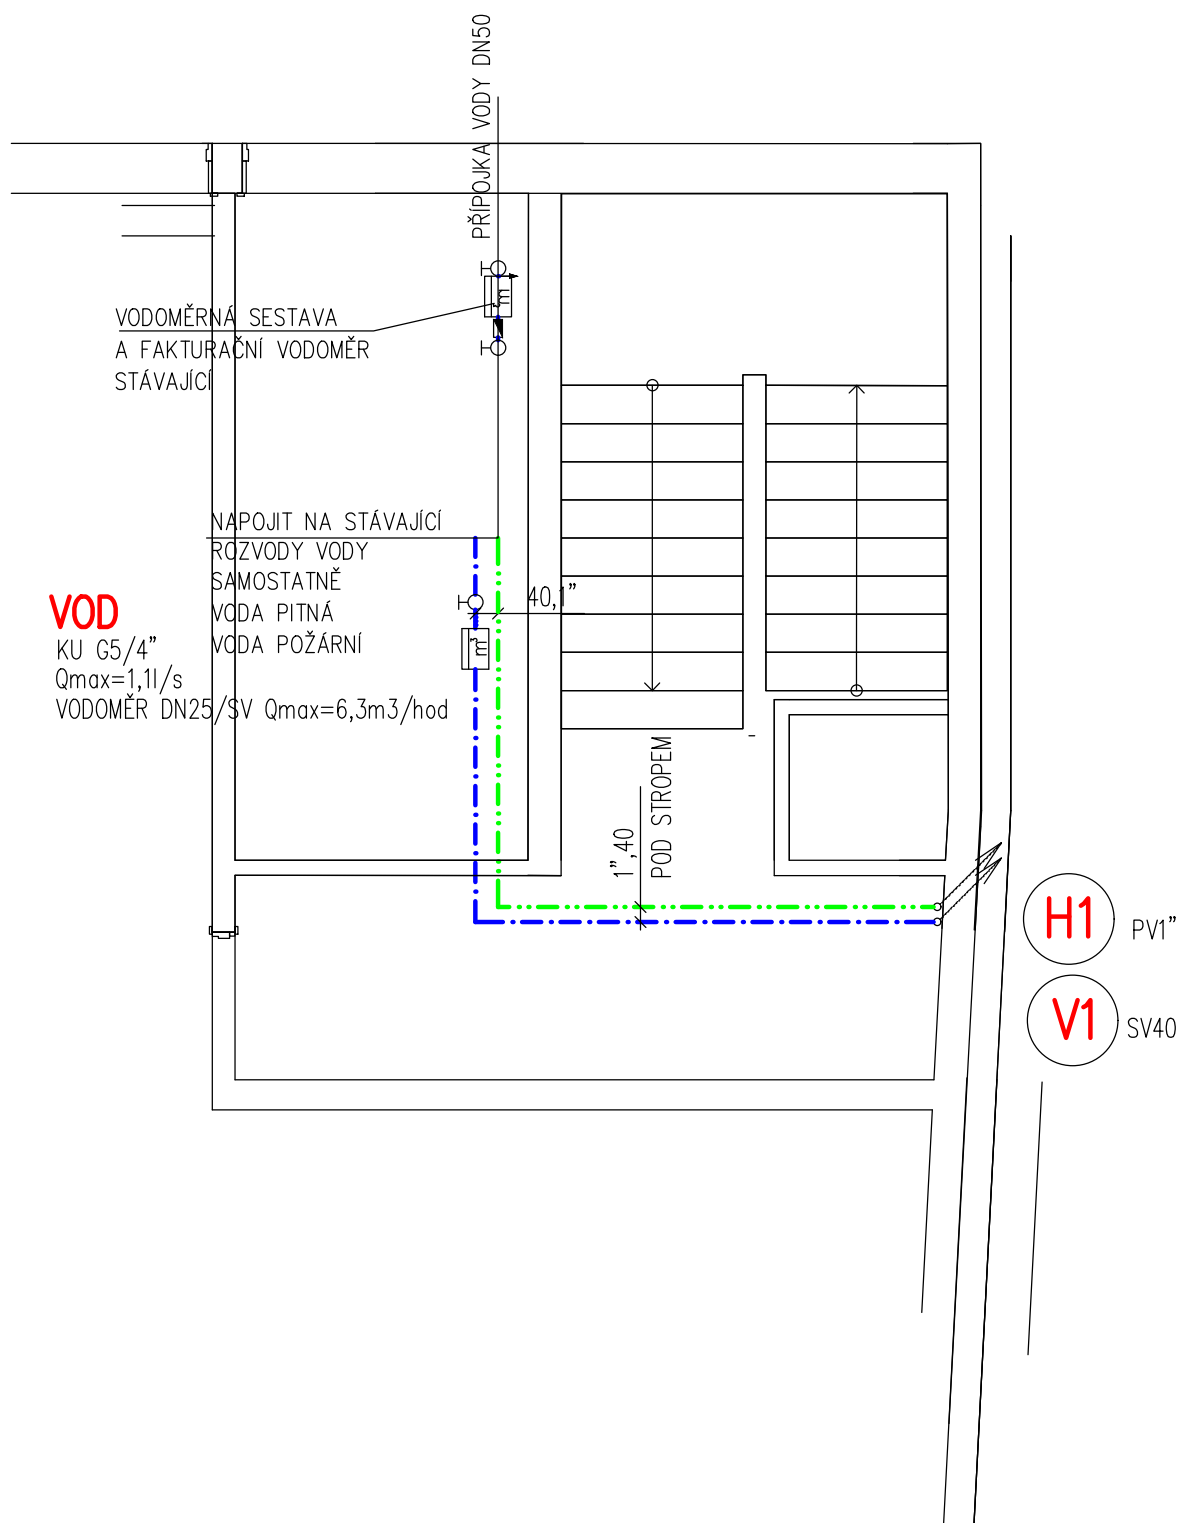 PŘÍPOJKA VODY DN50
m³
VODOMĚRNÁ SESTAVA
A FAKTURAČNÍ VODOMĚR
STÁVAJÍCÍ
NAPOJIT NA STÁVAJÍCÍ
ROZVODY VODY
SAMOSTATNĚ
VODA PITNÁ
VODA POŽÁRNÍ
40,1"
m³
VOD
KU G5/4"
Qmax=1,1l/s
VODOMĚR DN25/SV Qmax=6,3m3/hod
1",40
POD STROPEM
H1
PV1"
V1
SV40